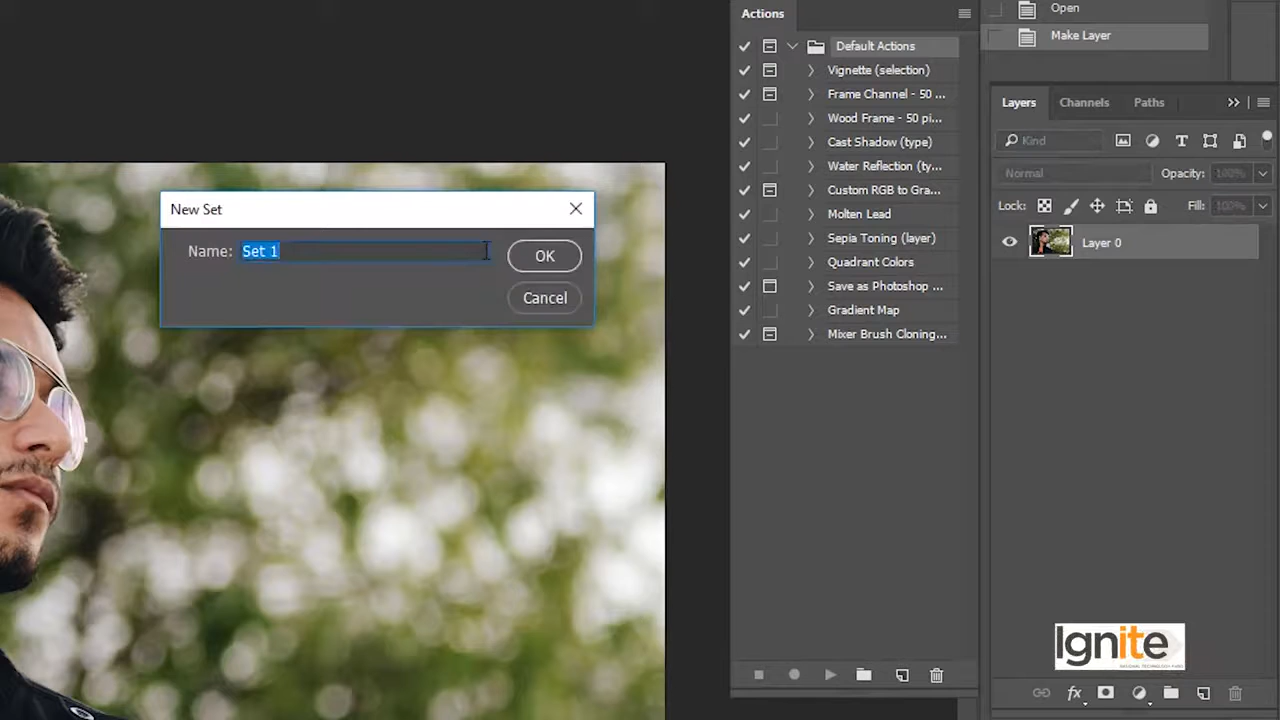 Actions
Default Actions
Vignette (selection)
Frame Channel - 50 ...
Wood Frame - 50 pi...
Cast Shadow (type)
Water Reflection (ty...
Custom RGB to Gra...
Molten Lead
Sepia Toning (layer)
Quadrant Colors
Save as Photoshop ...
Gradient Map
Mixer Brush Cloning...
New Set
Name: Set 1
OK
Cancel
Open
Make Layer
Layers Channels Paths
Kind
Normal Opacity: 100%
Lock: Fill: 100%
Layer 0
fx
Ignite